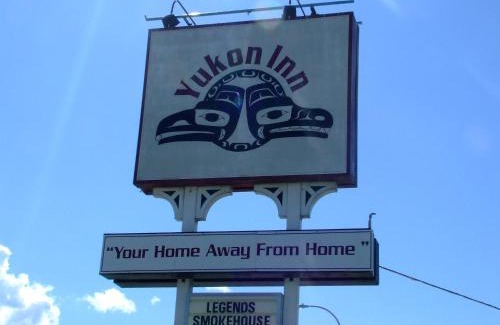 Yukon Inn
"Your Home Away From Home"
LEGENDS
SMOKEHOUSE